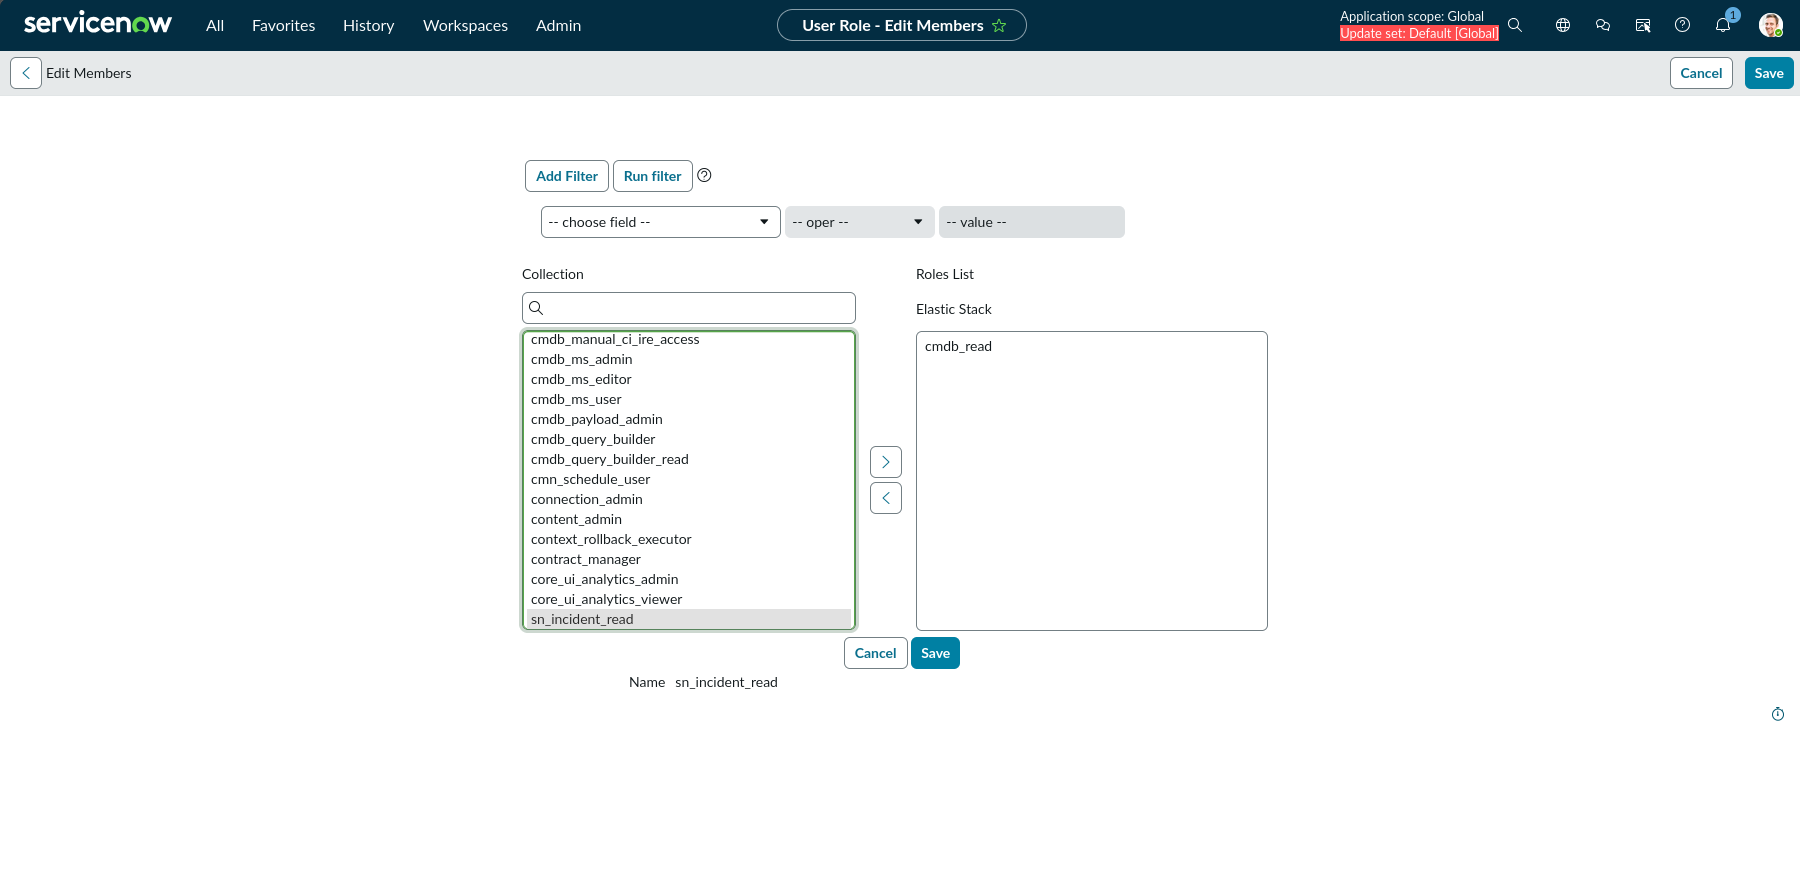 servicenow All Favorites History Workspaces Admin User Role - Edit Members Application scope: Global 1
Update set: Default [Global]
Edit Members Cancel Save
Add Filter Run filter
-- choose field -- -- oper -- -- value --
Collection Roles List
Elastic Stack
cmdb_manual_ci_ire_access cmdb_read
cmdb_ms_admin
cmdb_ms_editor
cmdb_ms_user
cmdb_payload_admin
cmdb_query_builder
cmdb_query_builder_read
cmn_schedule_user
connection_admin
content_admin
context_rollback_executor
contract_manager
core_ui_analytics_admin
core_ui_analytics_viewer
sn_incident_read
Cancel Save
Name sn_incident_read